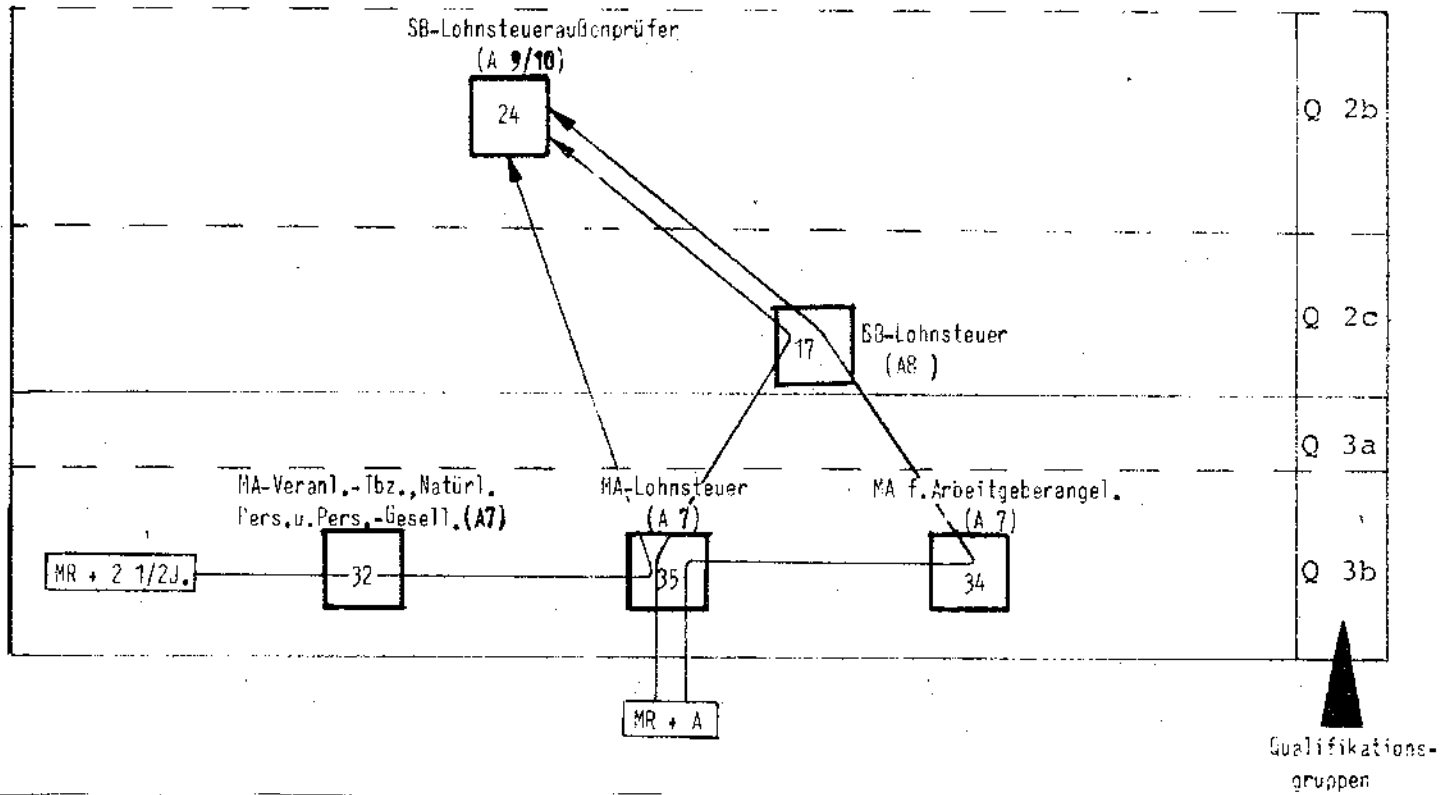 SB-Lohnsteueraußenprüfer
(A 9/10)
24
Q 2b
17
SB-Lohnsteuer
(A8 )
Q 2c
Q 3a
MA-Veranl.-Tbz.,Natürl.
Pers.u.Pers.-Gesell.(A7)
MA-Lohnsteuer
(A 7)
MA f.Arbeitgeberangel.
(A 7)
MR + 2 1/2J.
32
35
34
Q 3b
MR + A
Qualifikations-
gruppen